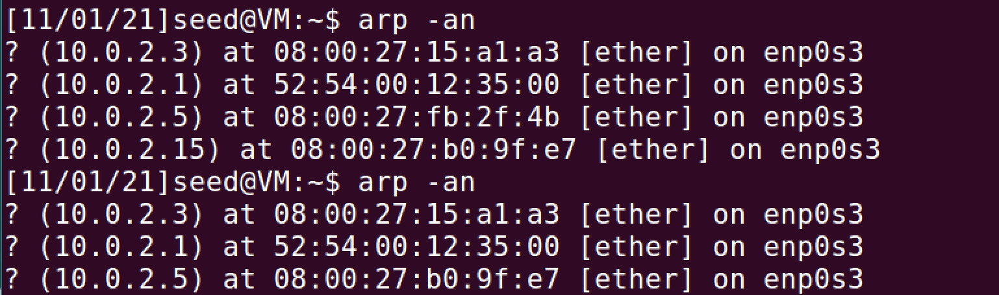 [11/01/21]seed@VM:~$ arp -an
? (10.0.2.3) at 08:00:27:15:a1:a3 [ether] on enp0s3
? (10.0.2.1) at 52:54:00:12:35:00 [ether] on enp0s3
? (10.0.2.5) at 08:00:27:fb:2f:4b [ether] on enp0s3
? (10.0.2.15) at 08:00:27:b0:9f:e7 [ether] on enp0s3
[11/01/21]seed@VM:~$ arp -an
? (10.0.2.3) at 08:00:27:15:a1:a3 [ether] on enp0s3
? (10.0.2.1) at 52:54:00:12:35:00 [ether] on enp0s3
? (10.0.2.5) at 08:00:27:b0:9f:e7 [ether] on enp0s3